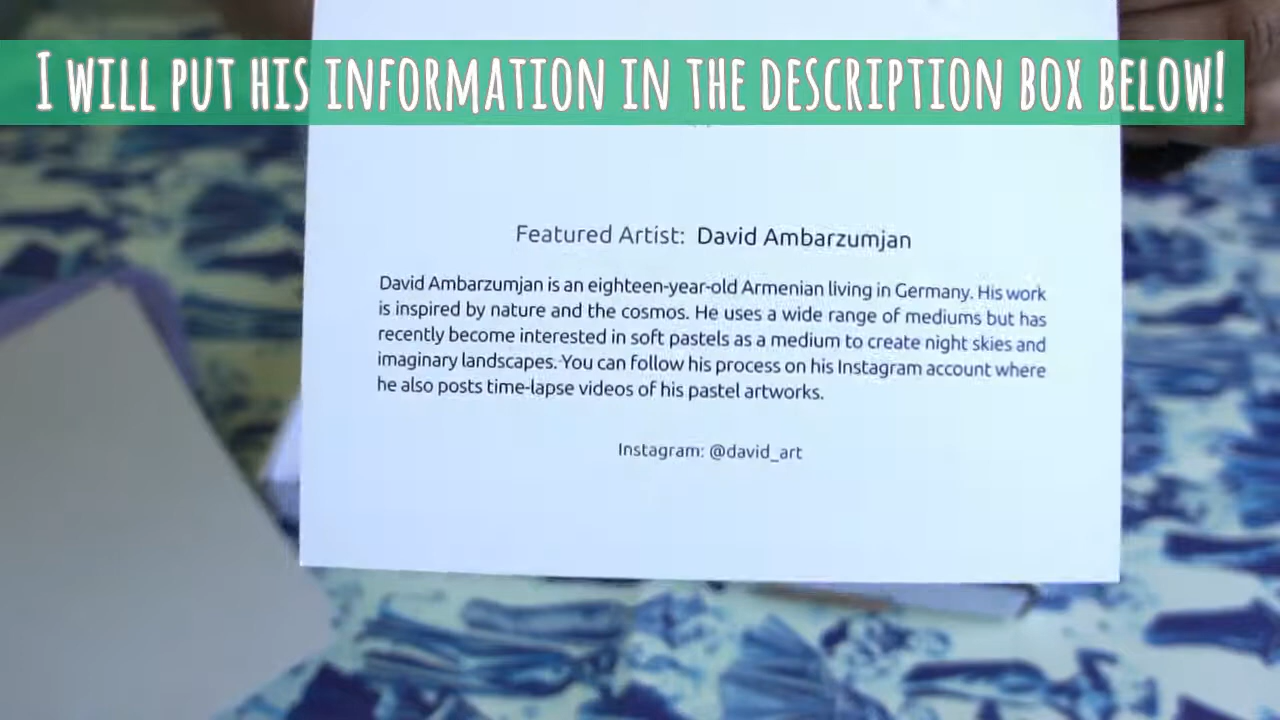 I WILL PUT HIS INFORMATION IN THE DESCRIPTION BOX BELOW!
Featured Artist: David Ambarzumjan
David Ambarzumjan is an eighteen-year-old Armenian living in Germany. His work
is inspired by nature and the cosmos. He uses a wide range of mediums but has
recently become interested in soft pastels as a medium to create night skies and
imaginary landscapes. You can follow his process on his Instagram account where
he also posts time-lapse videos of his pastel artworks.
Instagram: @david_art